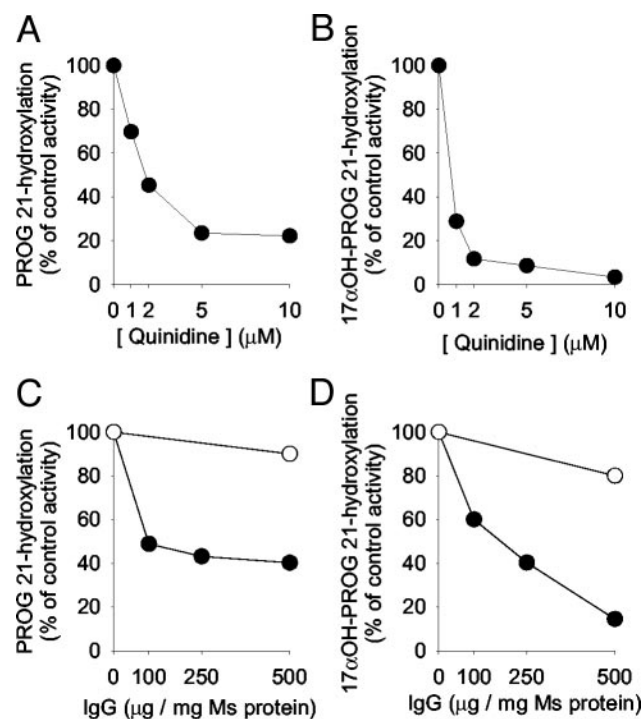 A
PROG 21-hydroxylation
(% of control activity)
100
80
60
40
20
0
0 1 2 5 10
[ Quinidine ] (μM)
B
17αOH-PROG 21-hydroxylation
(% of control activity)
100
80
60
40
20
0
0 1 2 5 10
[ Quinidine ] (μM)
C
PROG 21-hydroxylation
(% of control activity)
100
80
60
40
20
0
0 100 250 500
IgG (μg / mg Ms protein)
D
17αOH-PROG 21-hydroxylation
(% of control activity)
100
80
60
40
20
0
0 100 250 500
IgG (μg / mg Ms protein)